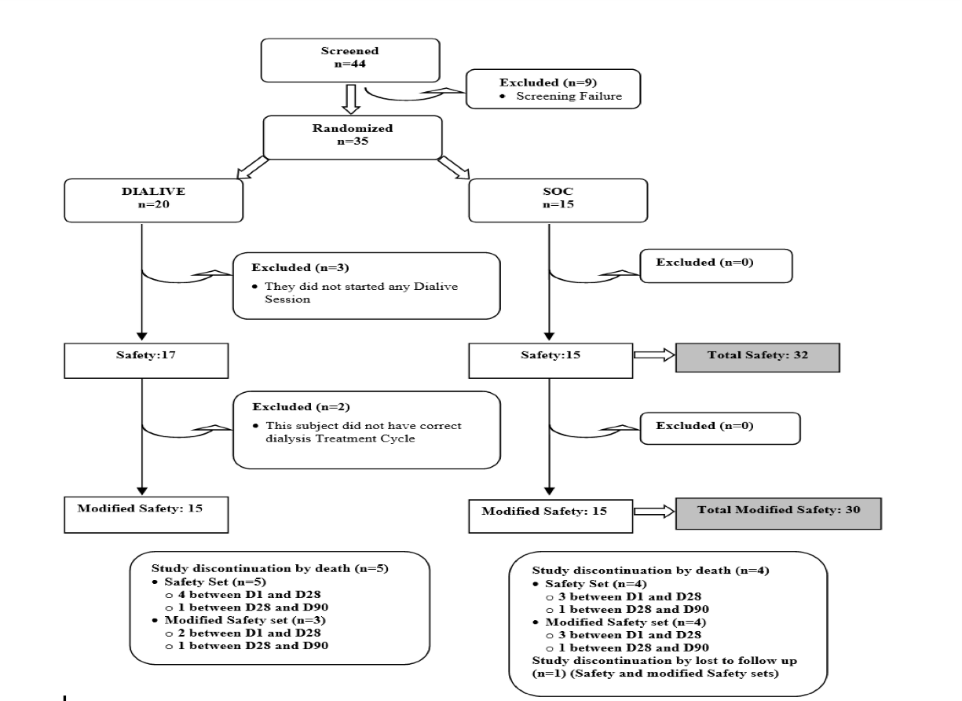 Screened
n=44
Excluded (n=9)
• Screening Failure
Randomized
n=35
DIALIVE
n=20
SOC
n=15
Excluded (n=3)
• They did not started any Dialive
Session
Excluded (n=0)
Safety:17
Safety:15
Total Safety: 32
Excluded (n=2)
• This subject did not have correct
dialysis Treatment Cycle
Excluded (n=0)
Modified Safety: 15
Modified Safety: 15
Total Modified Safety: 30
Study discontinuation by death (n=5)
• Safety Set (n=5)
o 4 between D1 and D28
o 1 between D28 and D90
• Modified Safety set (n=3)
o 2 between D1 and D28
o 1 between D28 and D90
Study discontinuation by death (n=4)
• Safety Set (n=4)
o 3 between D1 and D28
o 1 between D28 and D90
• Modified Safety set (n=4)
o 3 between D1 and D28
o 1 between D28 and D90
Study discontinuation by lost to follow up
(n=1) (Safety and modified Safety sets)